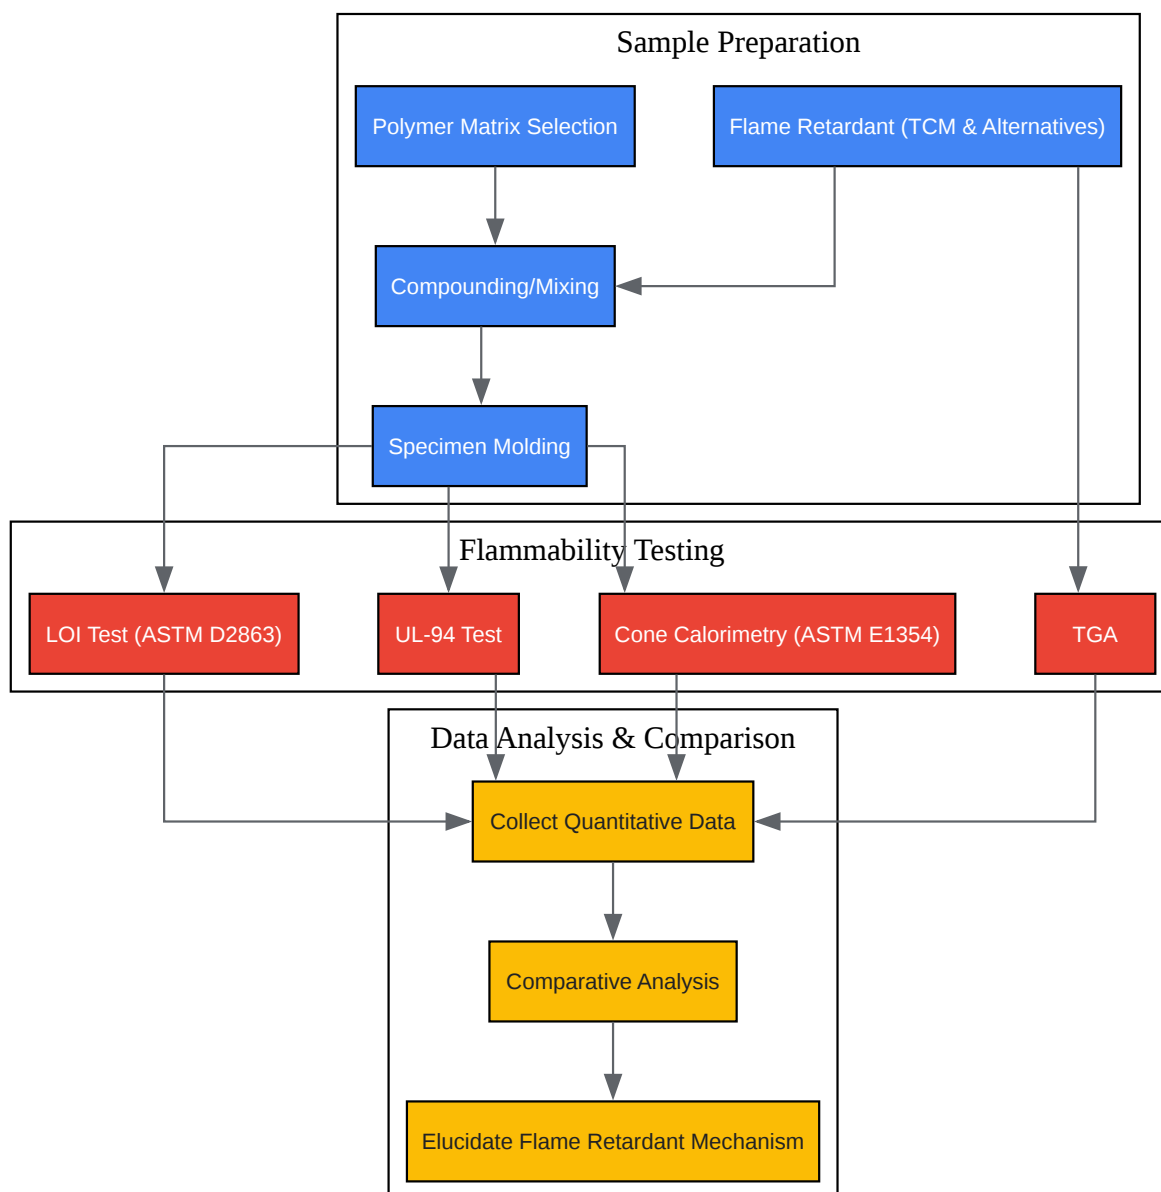 Sample Preparation
Polymer Matrix Selection
Flame Retardant (TCM & Alternatives)
Compounding/Mixing
Specimen Molding
Flammability Testing
LOI Test (ASTM D2863)
UL-94 Test
Cone Calorimetry (ASTM E1354)
TGA
Data Analysis & Comparison
Collect Quantitative Data
Comparative Analysis
Elucidate Flame Retardant Mechanism